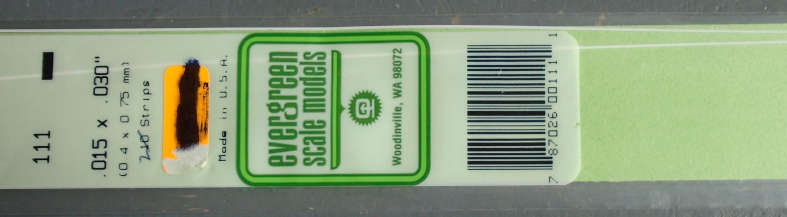 111
.015 x .030"
(0.4 x 0.75 mm)
Strips
Made in U.S.A.
evergreen
scale models
Woodinville, WA 98072
7 87026 00111 1